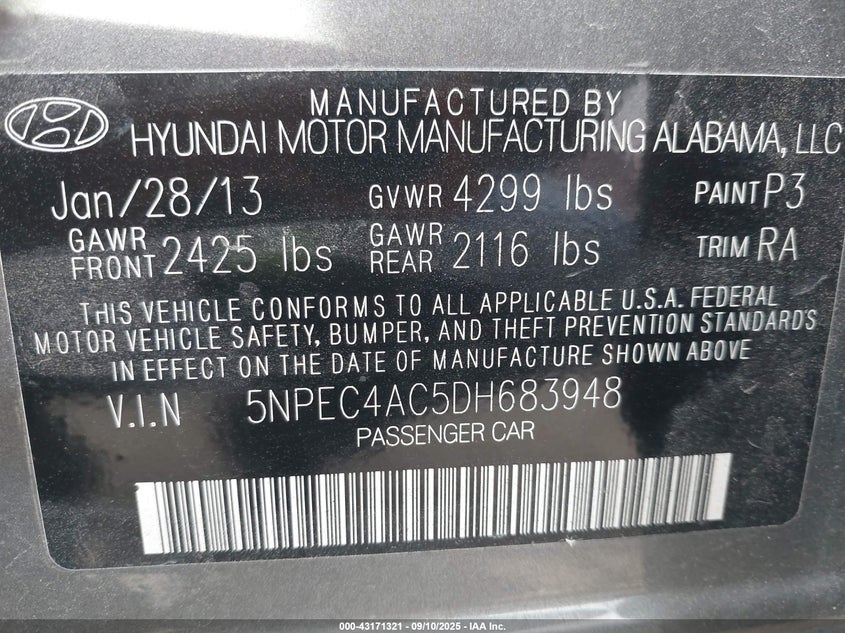 MANUFACTURED BY
HYUNDAI MOTOR MANUFACTURING ALABAMA, LLC
Jan/28/13 GVWR 4299 lbs PAINT P3
GAWR FRONT 2425 lbs GAWR REAR 2116 lbs TRIM RA
THIS VEHICLE CONFORMS TO ALL APPLICABLE U.S.A. FEDERAL
MOTOR VEHICLE SAFETY, BUMPER, AND THEFT PREVENTION STANDARDS
IN EFFECT ON THE DATE OF MANUFACTURE SHOWN ABOVE
V.I.N 5NPEC4AC5DH683948
PASSENGER CAR
000-43171321 | 09/10/2025 | IAA Inc.